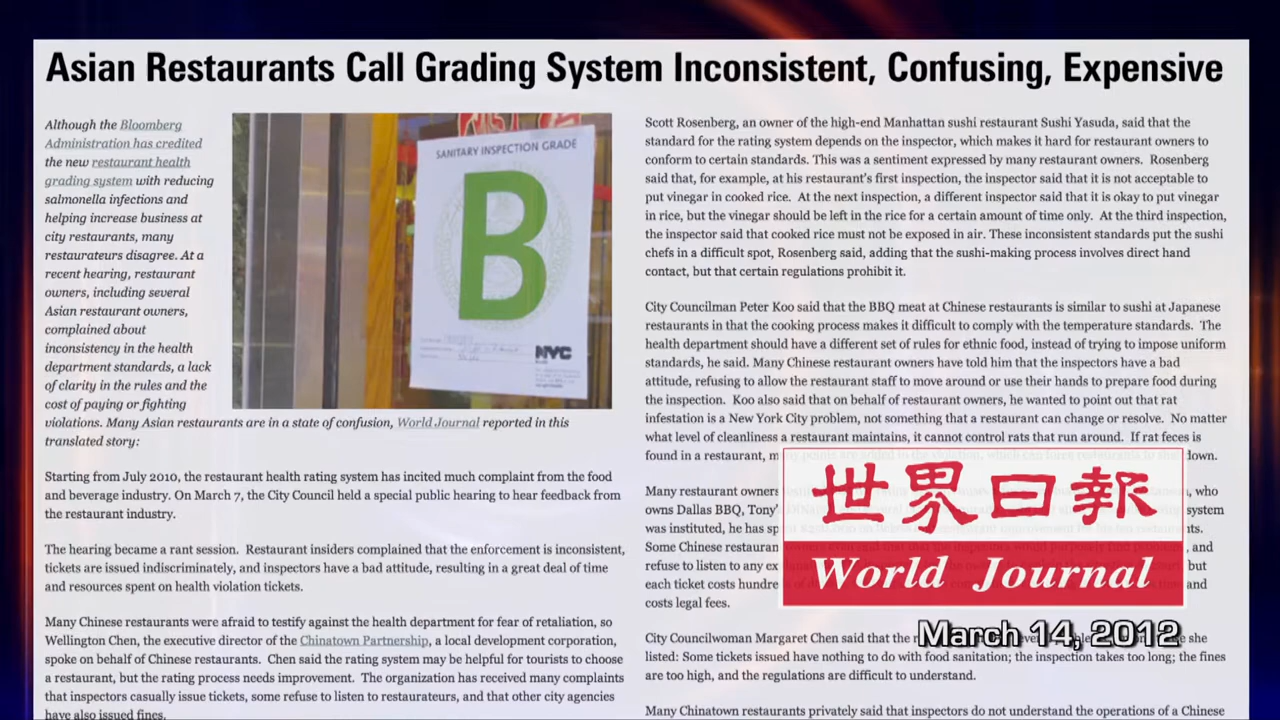 Asian Restaurants Call Grading System Inconsistent, Confusing, Expensive
Although the Bloomberg
Administration has credited
the new restaurant health
grading system with reducing
salmonella infections and
helping increase business at
city restaurants, many
restaurateurs disagree. At a
recent hearing, restaurant
owners, including several
Asian restaurant owners,
complained about
inconsistency in the health
department standards, a lack
of clarity in the rules and the
cost of paying or fighting
violations. Many Asian restaurants are in a state of confusion, World Journal reported in this
translated story:
SANITARY INSPECTION GRADE
B
NYC
Starting from July 2010, the restaurant health rating system has incited much complaint from the food
and beverage industry. On March 7, the City Council held a special public hearing to hear feedback from
the restaurant industry.
The hearing became a rant session. Restaurant insiders complained that the enforcement is inconsistent,
tickets are issued indiscriminately, and inspectors have a bad attitude, resulting in a great deal of time
and resources spent on health violation tickets.
Many Chinese restaurants were afraid to testify against the health department for fear of retaliation, so
Wellington Chen, the executive director of the Chinatown Partnership, a local development corporation,
spoke on behalf of Chinese restaurants. Chen said the rating system may be helpful for tourists to choose
a restaurant, but the rating process needs improvement. The organization has received many complaints
that inspectors casually issue tickets, some refuse to listen to restaurateurs, and that other city agencies
have also issued fines.
Scott Rosenberg, an owner of the high-end Manhattan sushi restaurant Sushi Yasuda, said that the
standard for the rating system depends on the inspector, which makes it hard for restaurant owners to
conform to certain standards. This was a sentiment expressed by many restaurant owners. Rosenberg
said that, for example, at his restaurant's first inspection, the inspector said that it is not acceptable to
put vinegar in cooked rice. At the next inspection, a different inspector said that it is okay to put vinegar
in rice, but the vinegar should be left in the rice for a certain amount of time only. At the third inspection,
the inspector said that cooked rice must not be exposed in air. These inconsistent standards put the sushi
chefs in a difficult spot, Rosenberg said, adding that the sushi-making process involves direct hand
contact, but that certain regulations prohibit it.
City Councilman Peter Koo said that the BBQ meat at Chinese restaurants is similar to sushi at Japanese
restaurants in that the cooking process makes it difficult to comply with the temperature standards. The
health department should have a different set of rules for ethnic food, instead of trying to impose uniform
standards, he said. Many Chinese restaurant owners have told him that the inspectors have a bad
attitude, refusing to allow the restaurant staff to move around or use their hands to prepare food during
the inspection. Koo also said that on behalf of restaurant owners, he wanted to point out that rat
infestation is a New York City problem, not something that a restaurant can change or resolve. No matter
what level of cleanliness a restaurant maintains, it cannot control rats that run around. If rat feces is
found in a restaurant, down.
Many restaurant owners , who
owns Dallas BBQ, Tony' system
was instituted, he has
Some Chinese , and
refuse to listen to any but
each ticket costs and
costs legal fees.
世界日報
World Journal
March 14, 2012
City Councilwoman Margaret Chen said that the she
listed: Some tickets issued have nothing to do with food sanitation; the inspection takes too long; the fines
are too high, and the regulations are difficult to understand.
Many Chinatown restaurants privately said that inspectors do not understand the operations of a Chinese